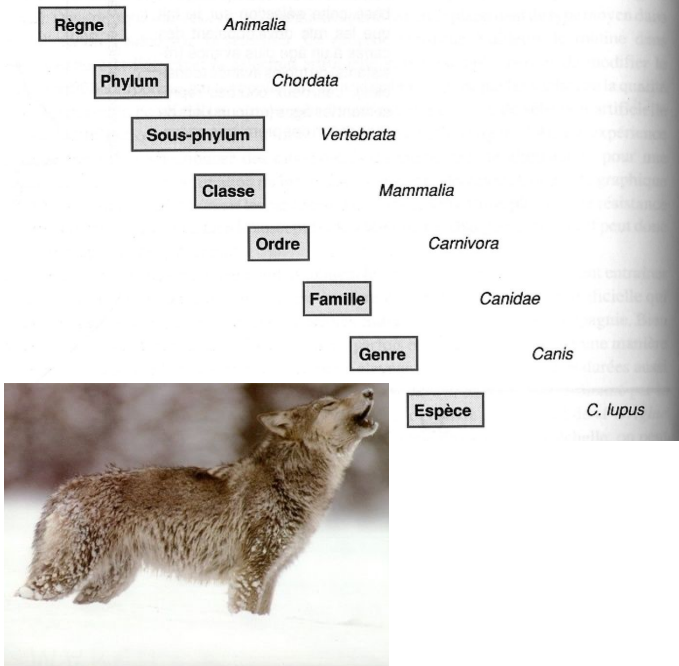 Règne Animalia
Phylum Chordata
Sous-phylum Vertebrata
Classe Mammalia
Ordre Carnivora
Famille Canidae
Genre Canis
Espèce C. lupus